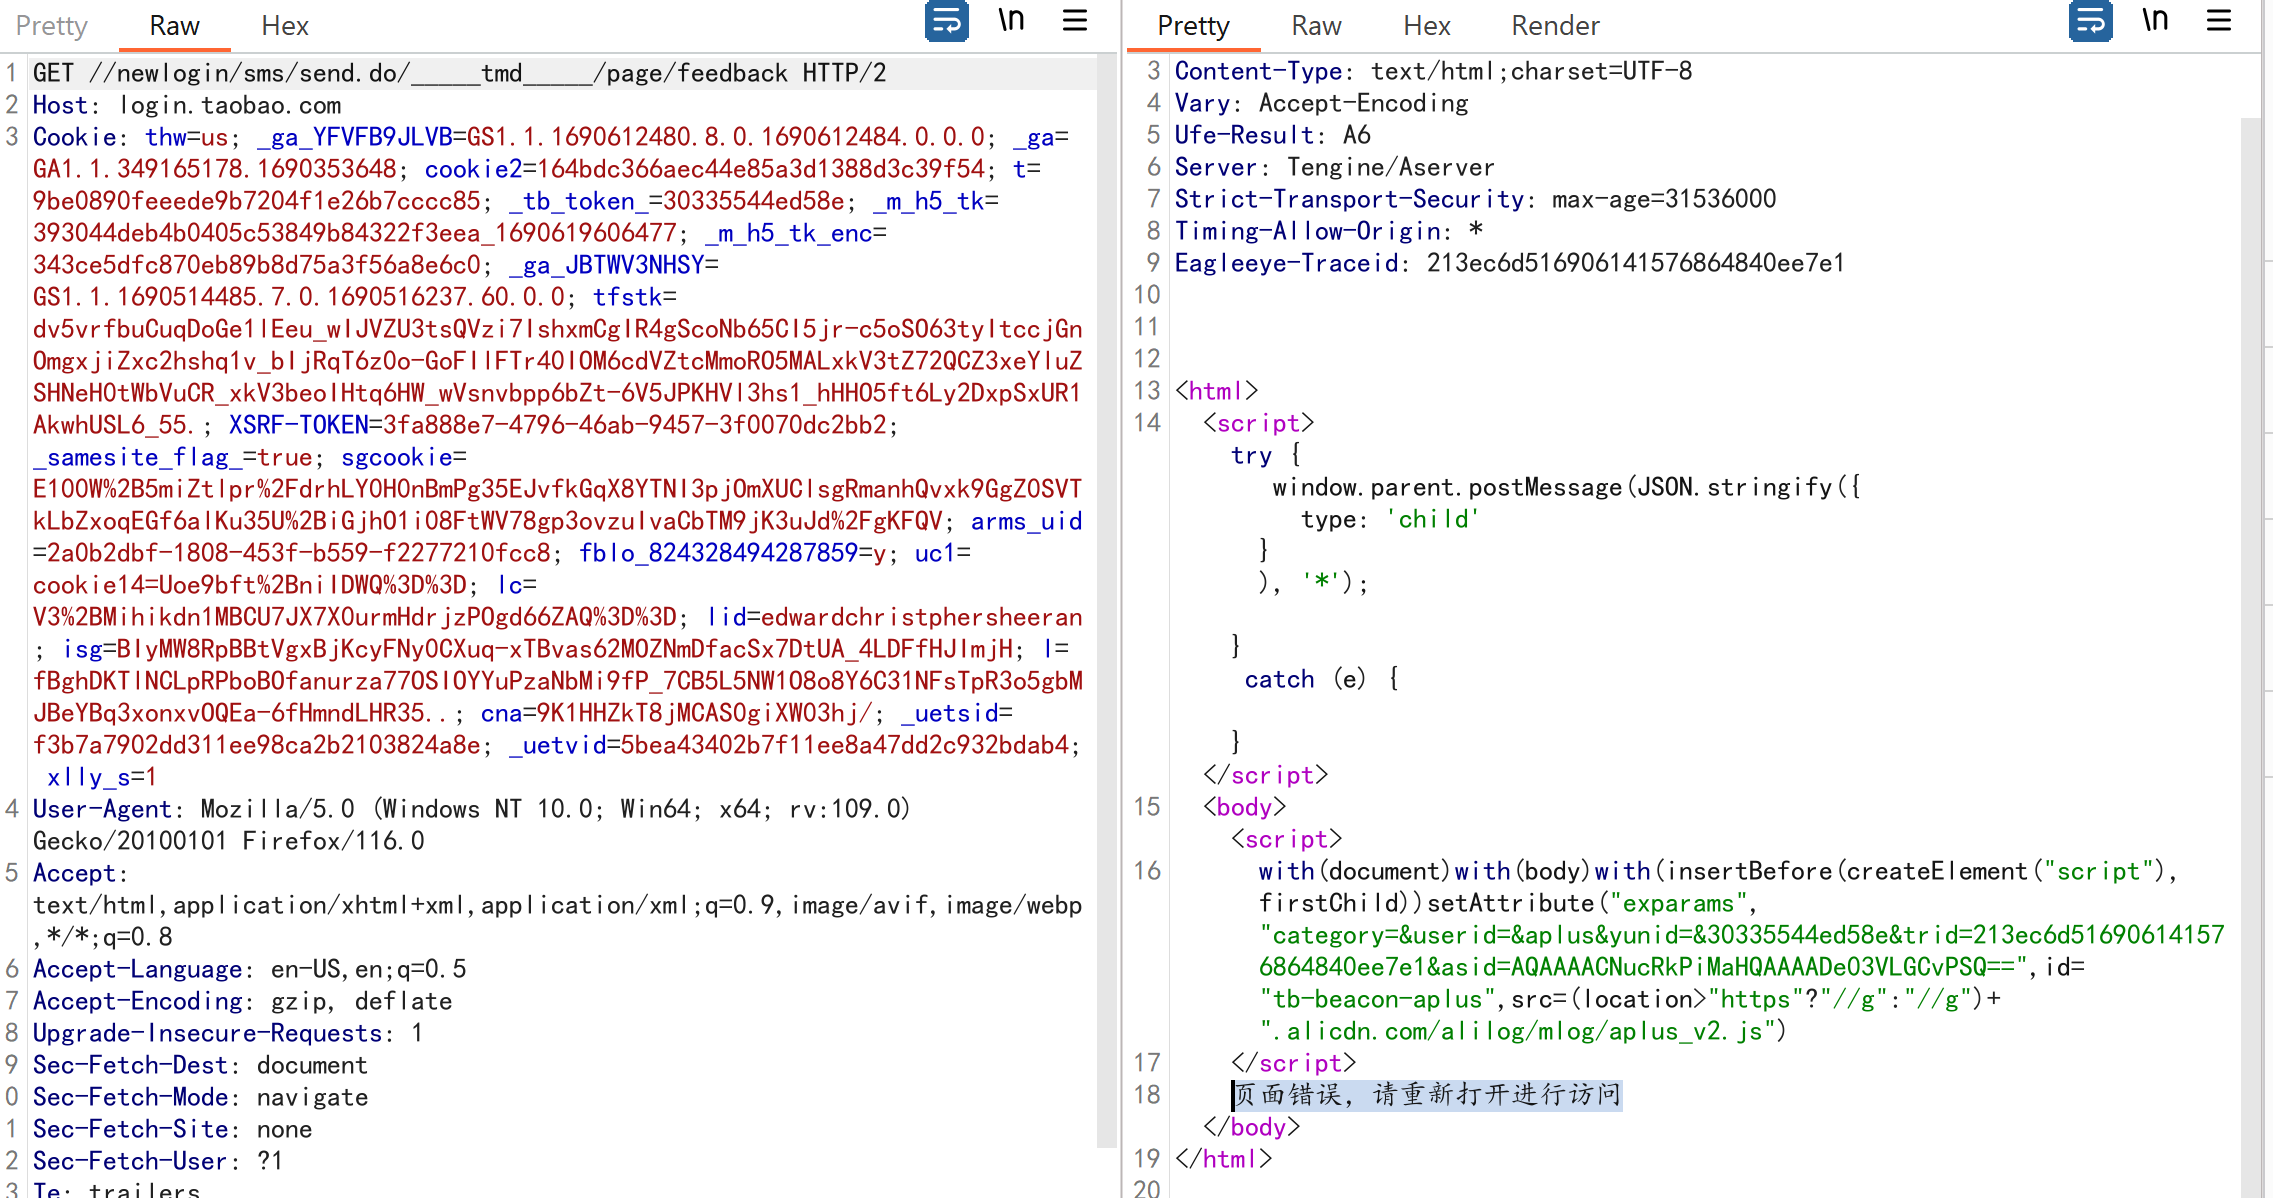 Pretty Raw Hex \n
1 GET //newlogin/sms/send.do/_____tmd_____/page/feedback HTTP/2
2 Host: login.taobao.com
3 Cookie: thw=us; _ga_YFVFB9JLVB=GS1.1.1690612480.8.0.1690612484.0.0.0; _ga=
GA1.1.349165178.1690353648; cookie2=164bdc366aec44e85a3d1388d3c39f54; t=
9be0890feeede9b7204f1e26b7cccc85; _tb_token_=30335544ed58e; _m_h5_tk=
393044deb4b0405c53849b84322f3eea_1690619606477; _m_h5_tk_enc=
343ce5dfc870eb89b8d75a3f56a8e6c0; _ga_JBTWV3NHSY=
GS1.1.1690514485.7.0.1690516237.60.0.0; tfstk=
dv5vrfbuCuqDoGe1lEeu_wlJVZU3tsQVzi7lshxmCglR4gScoNb65Cl5jr-c5oSO63tyltccjGn
OmgxjiZxc2hshq1v_bljRqT6z0o-GoFllFTr40lOM6cdVZtcMmoRO5MALxkV3tZ72QCZ3xeYluZ
SHNeH0tWbVuCR_xkV3beolHtq6HW_wVsnvbpp6bZt-6V5JPKHVl3hs1_hHHO5ft6Ly2DxpSxUR1
AkwhUSL6_55.; XSRF-TOKEN=3fa888e7-4796-46ab-9457-3f0070dc2bb2;
_samesite_flag_=true; sgcookie=
E100W%2B5miZtlpr%2FdrhLY0H0nBmPg35EJvfkGqX8YTNI3pjOmXUClsgRmanhQvxk9GgZ0SVT
kLbZxoqEGf6alKu35U%2BiGjhO1i08FtWV78gp3ovzulvaCbTM9jK3uJd%2FgKFQV; arms_uid
=2a0b2dbf-1808-453f-b559-f2277210fcc8; fblo_824328494287859=y; uc1=
cookie14=Uoe9bft%2BnilDWQ%3D%3D; lc=
V3%2BMihikdn1MBCU7JX7X0urmHdrjzPOgd66ZAQ%3D%3D; lid=edwardchristphersheeran
; isg=BIyMW8RpBBtVgxBjKcyFNy0CXuq-xTBvas62MOZNmDfacSx7DtUA_4LDFfHJImjH; l=
fBghDKTlNCLpRPboBOfanurza77OSIOYYuPzaNbMi9fP_7CB5L5NW1O8o8Y6C31NFsTpR3o5gbM
JBeYBq3xonxvOQEa-6fHmndLHR35..; cna=9K1HHZkT8jMCAS0giXW03hj/; _uetsid=
f3b7a7902dd311ee98ca2b2103824a8e; _uetvid=5bea43402b7f11ee8a47dd2c932bdab4;
xlly_s=1
4 User-Agent: Mozilla/5.0 (Windows NT 10.0; Win64; x64; rv:109.0)
Gecko/20100101 Firefox/116.0
5 Accept:
text/html,application/xhtml+xml,application/xml;q=0.9,image/avif,image/webp
,*/*;q=0.8
6 Accept-Language: en-US,en;q=0.5
7 Accept-Encoding: gzip, deflate
8 Upgrade-Insecure-Requests: 1
9 Sec-Fetch-Dest: document
0 Sec-Fetch-Mode: navigate
1 Sec-Fetch-Site: none
2 Sec-Fetch-User: ?1
3 Te: trailers
Pretty Raw Hex Render \n
3 Content-Type: text/html;charset=UTF-8
4 Vary: Accept-Encoding
5 Ufe-Result: A6
6 Server: Tengine/Aserver
7 Strict-Transport-Security: max-age=31536000
8 Timing-Allow-Origin: *
9 Eagleeye-Traceid: 213ec6d516906141576864840ee7e1
10
11
12
13 <html>
14 <script>
try {
window.parent.postMessage(JSON.stringify({
type: 'child'
}
), '*');
}
catch (e) {
}
</script>
15 <body>
<script>
16 with(document)with(body)with(insertBefore(createElement("script"),
firstChild))setAttribute("exparams",
"category=&userid=&aplus&yunid=&30335544ed58e&trid=213ec6d51690614157
6864840ee7e1&asid=AQAAAACNucRkPiMaHQAAAADe03VLGCvPSQ==",id=
"tb-beacon-aplus",src=(location>"https"?"//g":"//g")+
".alicdn.com/alilog/mlog/aplus_v2.js")
17 </script>
18 页面错误，请重新打开进行访问
</body>
19 </html>
20